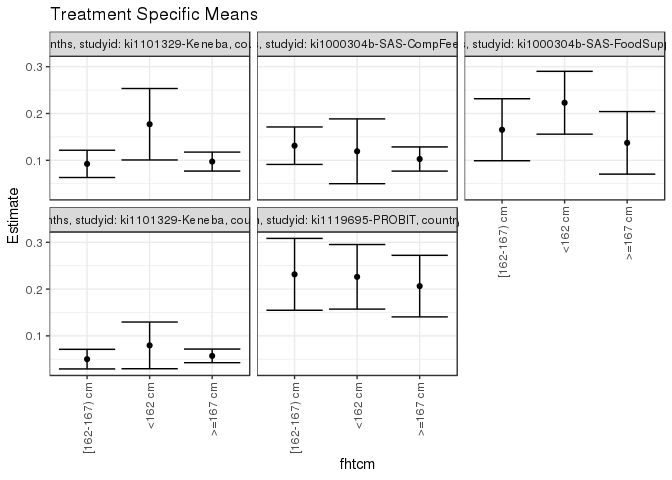 Treatment Specific Means
nths, studyid: ki1101329-Keneba, cou
, studyid: ki1000304b-SAS-CompFee
, studyid: ki1000304b-SAS-FoodSupp
0.3
0.2
0.1
nths, studyid: ki1101329-Keneba, cou
, studyid: ki1119695-PROBIT, country
0.3
0.2
0.1
[162-167) cm
<162 cm
>=167 cm
[162-167) cm
<162 cm
>=167 cm
[162-167) cm
<162 cm
>=167 cm
Estimate
fhtcm